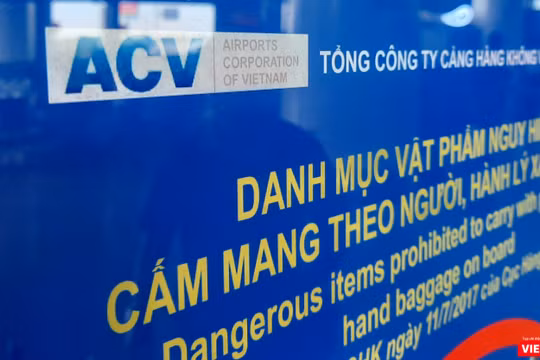 ACV
AIRPORTS
CORPORATION
OF VIETNAM
TỔNG CÔNG TY CẢNG HÀNG KHÔNG
DANH MỤC VẬT PHẨM NGUY
CẤM MANG THEO NGƯỜI, HÀNH LÝ
Dangerous items prohibited to carry with
hand baggage on board
ngày 11/7/2017 của Cục Hàng
VIE